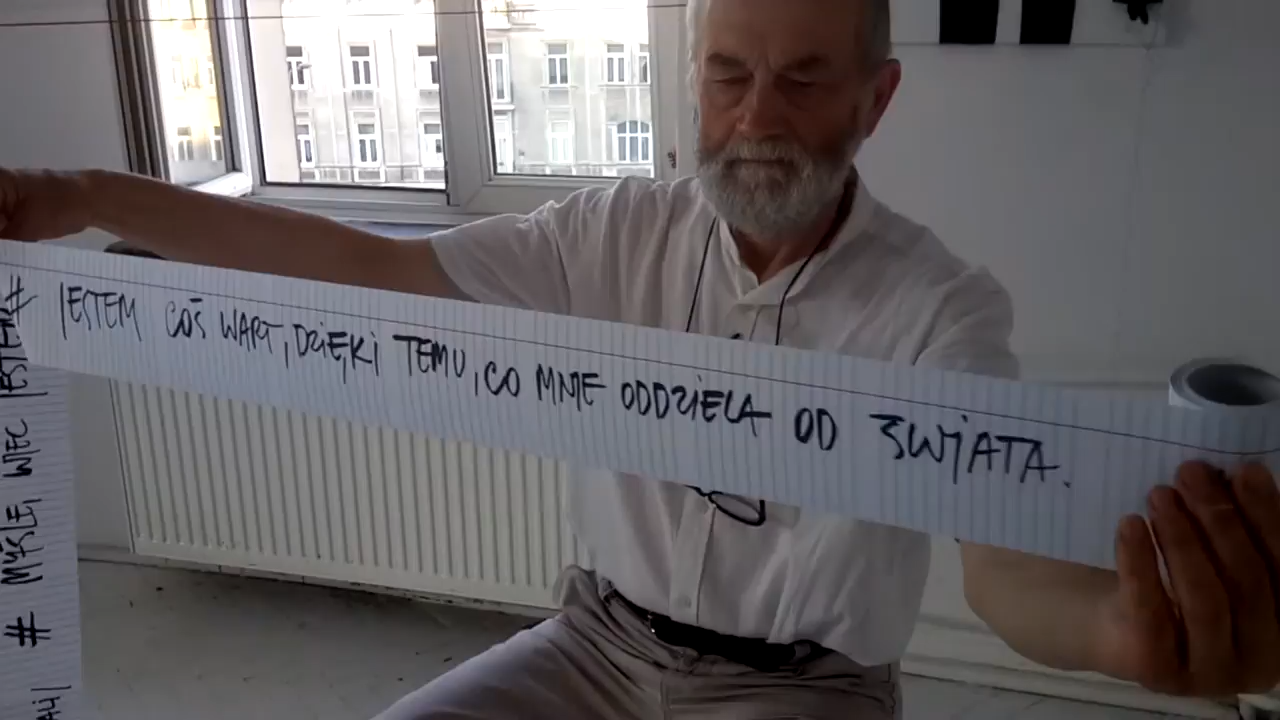 # JESTEM COŚ WART, DZIĘKI TEMU, CO MNIE ODDZIELA OD ŚWIATA.
# MYŚLĘ, WIĘC JESTEM